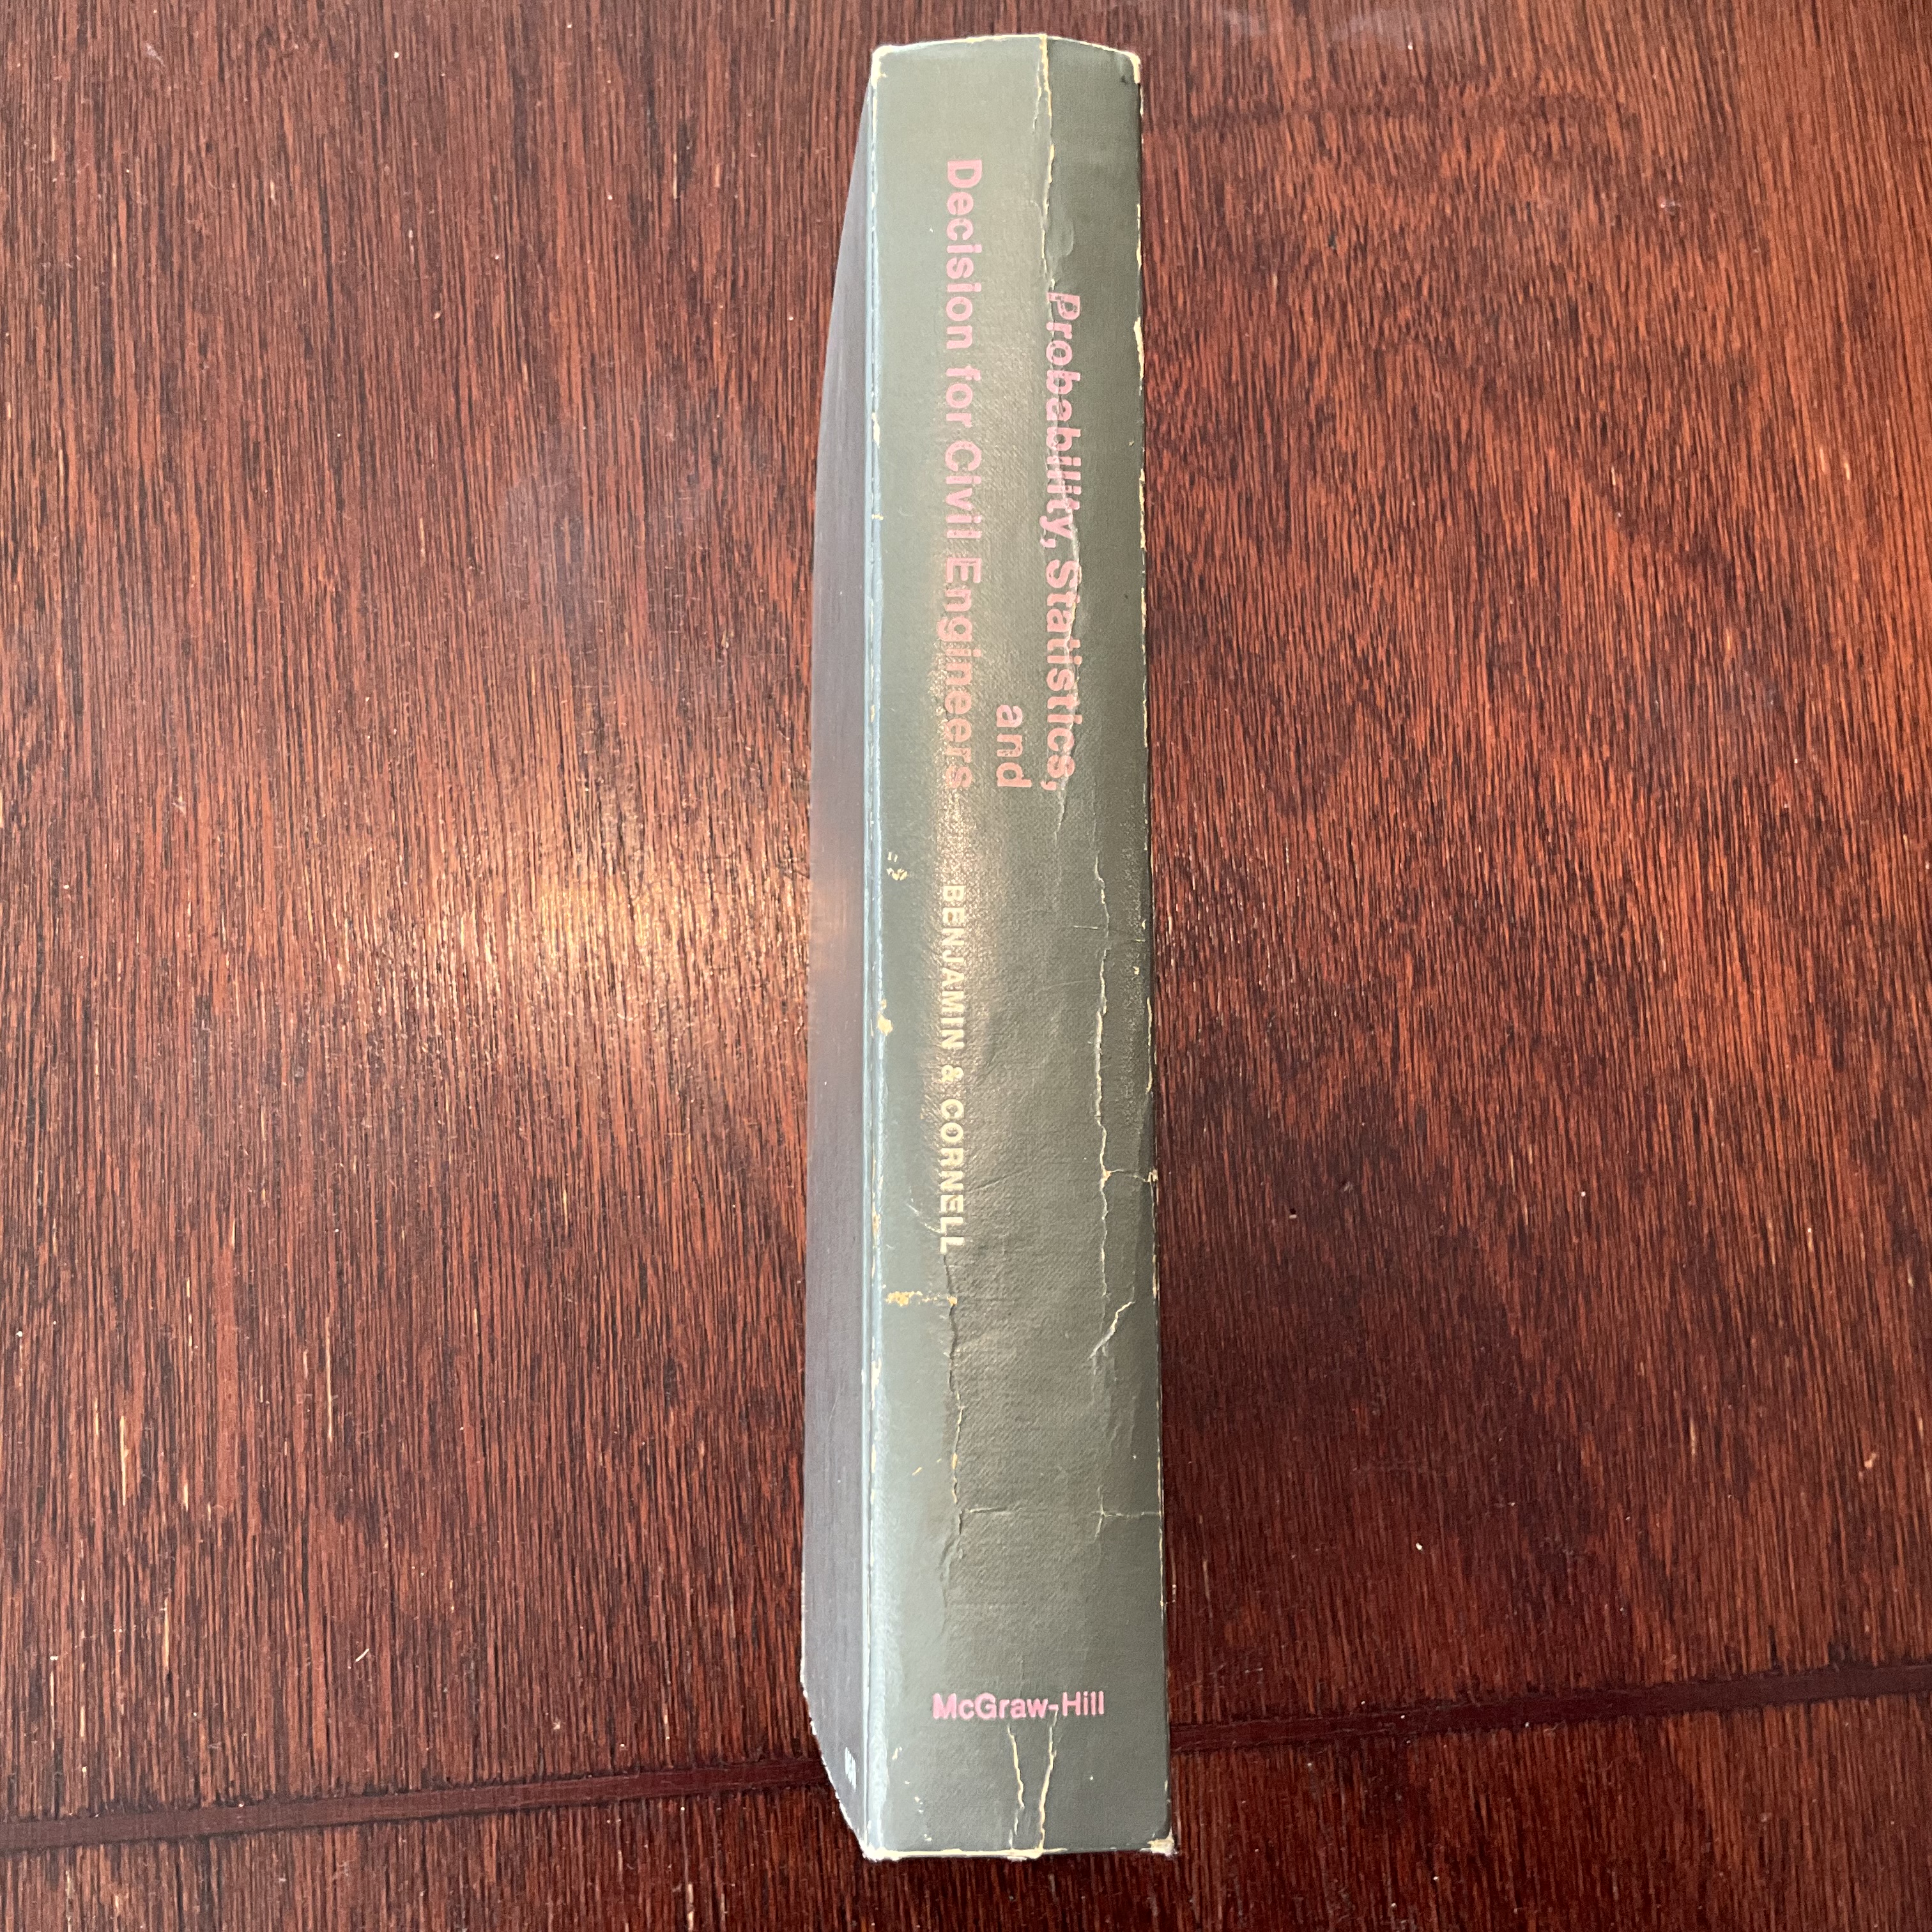 Probability, Statistics,
and
Decision for Civil Engineers
BENJAMIN & CORNELL
McGraw-Hill